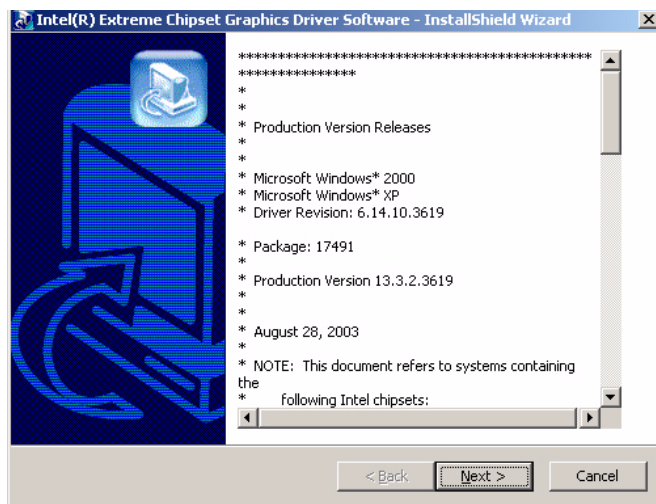 Intel(R) Extreme Chipset Graphics Driver Software - InstallShield Wizard
********************************************
***************
*
*
* Production Version Releases
*
*
* Microsoft Windows* 2000
* Microsoft Windows* XP
* Driver Revision: 6.14.10.3619

* Package: 17491
*
* Production Version 13.3.2.3619
*
*
* August 28, 2003
*
* NOTE: This document refers to systems containing
the
* following Intel chipsets:
< Back
Next >
Cancel